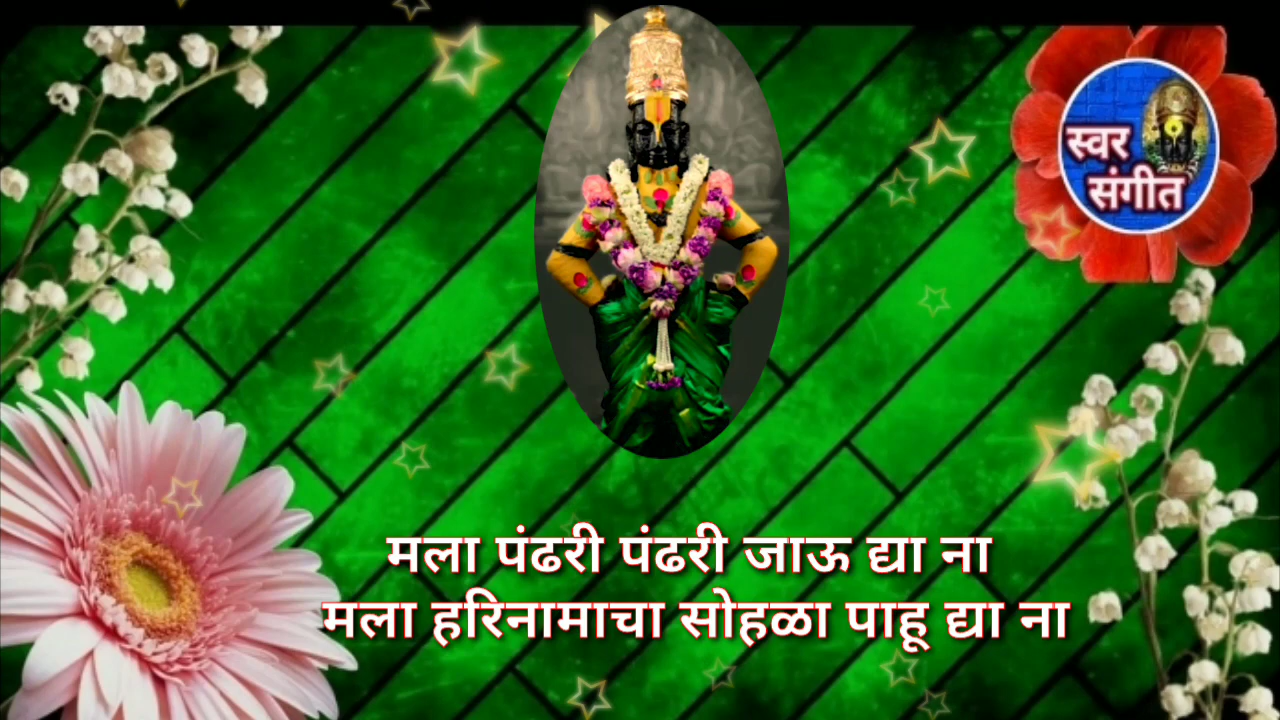 स्वर
संगीत
मला पंढरी पंढरी जाऊ द्या ना
मला हरिनामाचा सोहळा पाहू द्या ना